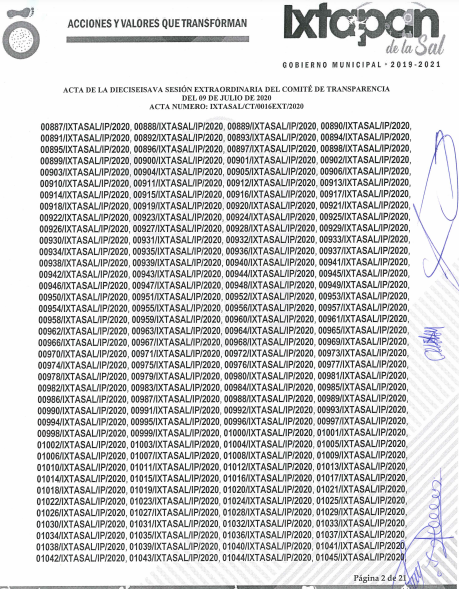 ACCIONES Y VALORES QUE TRANSFORMAN
Ixtapan
de la Sal
GOBIERNO MUNICIPAL - 2019-2021
ACTA DE LA DIECISEISAVA SESIÓN EXTRAORDINARIA DEL COMITÉ DE TRANSPARENCIA
DEL 09 DE JULIO DE 2020
ACTA NUMERO: IXTASAL/CT/0016EXT/2020
00887/IXTASAL/IP/2020, 00888/IXTASAL/IP/2020, 00889/IXTASAL/IP/2020, 00890/IXTASAL/IP/2020,
00891/IXTASAL/IP/2020, 00892/IXTASAL/IP/2020, 00893/IXTASAL/IP/2020, 00894/IXTASAL/IP/2020,
00895/IXTASAL/IP/2020, 00896/IXTASAL/IP/2020, 00897/IXTASAL/IP/2020, 00898/IXTASAL/IP/2020,
00899/IXTASAL/IP/2020, 00900/IXTASAL/IP/2020, 00901/IXTASAL/IP/2020, 00902/IXTASAL/IP/2020,
00903/IXTASAL/IP/2020, 00904/IXTASAL/IP/2020, 00905/IXTASAL/IP/2020, 00906/IXTASAL/IP/2020,
00910/IXTASAL/IP/2020, 00911/IXTASAL/IP/2020, 00912/IXTASAL/IP/2020, 00913/IXTASAL/IP/2020,
00914/IXTASAL/IP/2020, 00915/IXTASAL/IP/2020, 00916/IXTASAL/IP/2020, 00917/IXTASAL/IP/2020,
00918/IXTASAL/IP/2020, 00919/IXTASAL/IP/2020, 00920/IXTASAL/IP/2020, 00921/IXTASAL/IP/2020,
00922/IXTASAL/IP/2020, 00923/IXTASAL/IP/2020, 00924/IXTASAL/IP/2020, 00925/IXTASAL/IP/2020,
00926/IXTASAL/IP/2020, 00927/IXTASAL/IP/2020, 00928/IXTASAL/IP/2020, 00929/IXTASAL/IP/2020,
00930/IXTASAL/IP/2020, 00931/IXTASAL/IP/2020, 00932/IXTASAL/IP/2020, 00933/IXTASAL/IP/2020,
00934/IXTASAL/IP/2020, 00935/IXTASAL/IP/2020, 00936/IXTASAL/IP/2020, 00937/IXTASAL/IP/2020,
00938/IXTASAL/IP/2020, 00939/IXTASAL/IP/2020, 00940/IXTASAL/IP/2020, 00941/IXTASAL/IP/2020,
00942/IXTASAL/IP/2020, 00943/IXTASAL/IP/2020, 00944/IXTASAL/IP/2020, 00945/IXTASAL/IP/2020,
00946/IXTASAL/IP/2020, 00947/IXTASAL/IP/2020, 00948/IXTASAL/IP/2020, 00949/IXTASAL/IP/2020,
00950/IXTASAL/IP/2020, 00951/IXTASAL/IP/2020, 00952/IXTASAL/IP/2020, 00953/IXTASAL/IP/2020,
00954/IXTASAL/IP/2020, 00955/IXTASAL/IP/2020, 00956/IXTASAL/IP/2020, 00957/IXTASAL/IP/2020,
00958/IXTASAL/IP/2020, 00959/IXTASAL/IP/2020, 00960/IXTASAL/IP/2020, 00961/IXTASAL/IP/2020,
00962/IXTASAL/IP/2020, 00963/IXTASAL/IP/2020, 00964/IXTASAL/IP/2020, 00965/IXTASAL/IP/2020,
00966/IXTASAL/IP/2020, 00967/IXTASAL/IP/2020, 00968/IXTASAL/IP/2020, 00969/IXTASAL/IP/2020,
00970/IXTASAL/IP/2020, 00971/IXTASAL/IP/2020, 00972/IXTASAL/IP/2020, 00973/IXTASAL/IP/2020,
00974/IXTASAL/IP/2020, 00975/IXTASAL/IP/2020, 00976/IXTASAL/IP/2020, 00977/IXTASAL/IP/2020,
00978/IXTASAL/IP/2020, 00979/IXTASAL/IP/2020, 00980/IXTASAL/IP/2020, 00981/IXTASAL/IP/2020,
00982/IXTASAL/IP/2020, 00983/IXTASAL/IP/2020, 00984/IXTASAL/IP/2020, 00985/IXTASAL/IP/2020,
00986/IXTASAL/IP/2020, 00987/IXTASAL/IP/2020, 00988/IXTASAL/IP/2020, 00989/IXTASAL/IP/2020,
00990/IXTASAL/IP/2020, 00991/IXTASAL/IP/2020, 00992/IXTASAL/IP/2020, 00993/IXTASAL/IP/2020,
00994/IXTASAL/IP/2020, 00995/IXTASAL/IP/2020, 00996/IXTASAL/IP/2020, 00997/IXTASAL/IP/2020,
00998/IXTASAL/IP/2020, 00999/IXTASAL/IP/2020, 01000/IXTASAL/IP/2020, 01001/IXTASAL/IP/2020,
01002/IXTASAL/IP/2020, 01003/IXTASAL/IP/2020, 01004/IXTASAL/IP/2020, 01005/IXTASAL/IP/2020,
01006/IXTASAL/IP/2020, 01007/IXTASAL/IP/2020, 01008/IXTASAL/IP/2020, 01009/IXTASAL/IP/2020,
01010/IXTASAL/IP/2020, 01011/IXTASAL/IP/2020, 01012/IXTASAL/IP/2020, 01013/IXTASAL/IP/2020,
01014/IXTASAL/IP/2020, 01015/IXTASAL/IP/2020, 01016/IXTASAL/IP/2020, 01017/IXTASAL/IP/2020,
01018/IXTASAL/IP/2020, 01019/IXTASAL/IP/2020, 01020/IXTASAL/IP/2020, 01021/IXTASAL/IP/2020,
01022/IXTASAL/IP/2020, 01023/IXTASAL/IP/2020, 01024/IXTASAL/IP/2020, 01025/IXTASAL/IP/2020,
01026/IXTASAL/IP/2020, 01027/IXTASAL/IP/2020, 01028/IXTASAL/IP/2020, 01029/IXTASAL/IP/2020,
01030/IXTASAL/IP/2020, 01031/IXTASAL/IP/2020, 01032/IXTASAL/IP/2020, 01033/IXTASAL/IP/2020,
01034/IXTASAL/IP/2020, 01035/IXTASAL/IP/2020, 01036/IXTASAL/IP/2020, 01037/IXTASAL/IP/2020,
01038/IXTASAL/IP/2020, 01039/IXTASAL/IP/2020, 01040/IXTASAL/IP/2020, 01041/IXTASAL/IP/2020,
01042/IXTASAL/IP/2020, 01043/IXTASAL/IP/2020, 01044/IXTASAL/IP/2020, 01045/IXTASAL/IP/2020,
Página 2 de 21